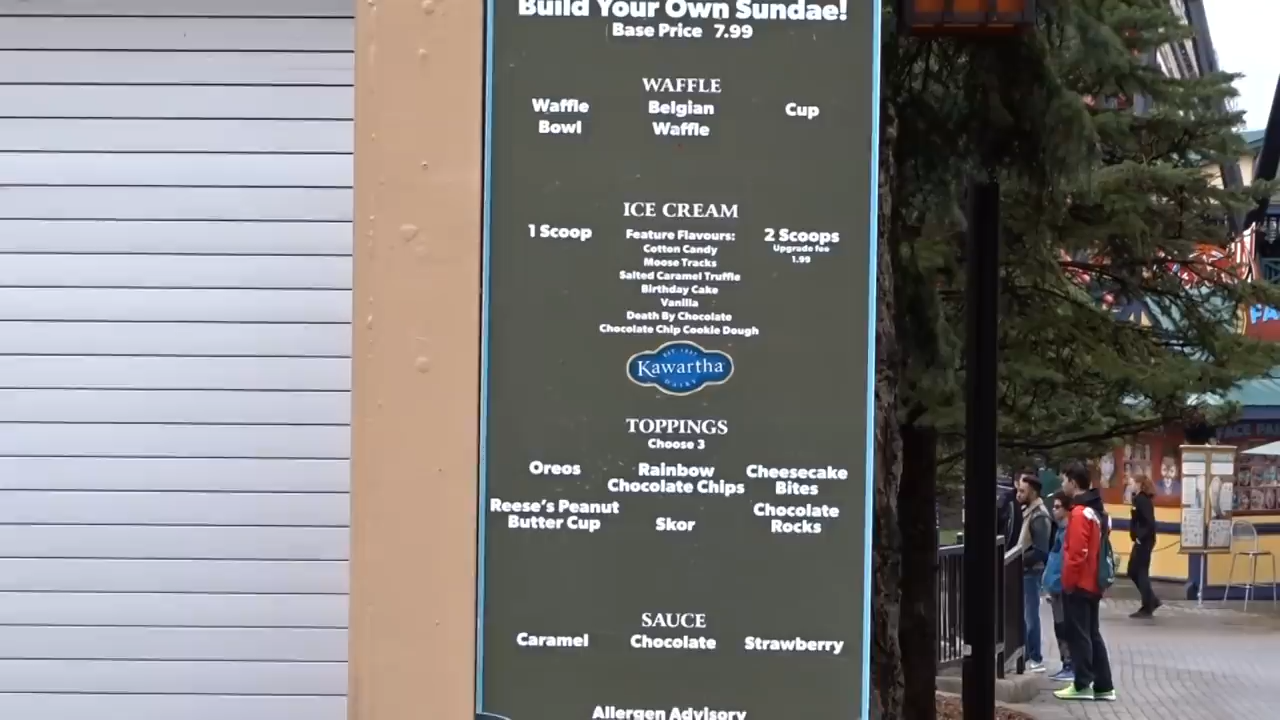 Build Your Own Sundae!
Base Price 7.99
WAFFLE
Waffle Bowl
Belgian Waffle
Cup
ICE CREAM
1 Scoop
Feature Flavours:
Cotton Candy
Moose Tracks
Salted Caramel Truffle
Birthday Cake
Vanilla
Death By Chocolate
Chocolate Chip Cookie Dough
2 Scoops
Upgrade fee
1.99
EST. 1937
Kawartha
DAIRY
TOPPINGS
Choose 3
Oreos
Rainbow Chocolate Chips
Cheesecake Bites
Reese's Peanut Butter Cup
Skor
Chocolate Rocks
SAUCE
Caramel
Chocolate
Strawberry
Allergen Advisory